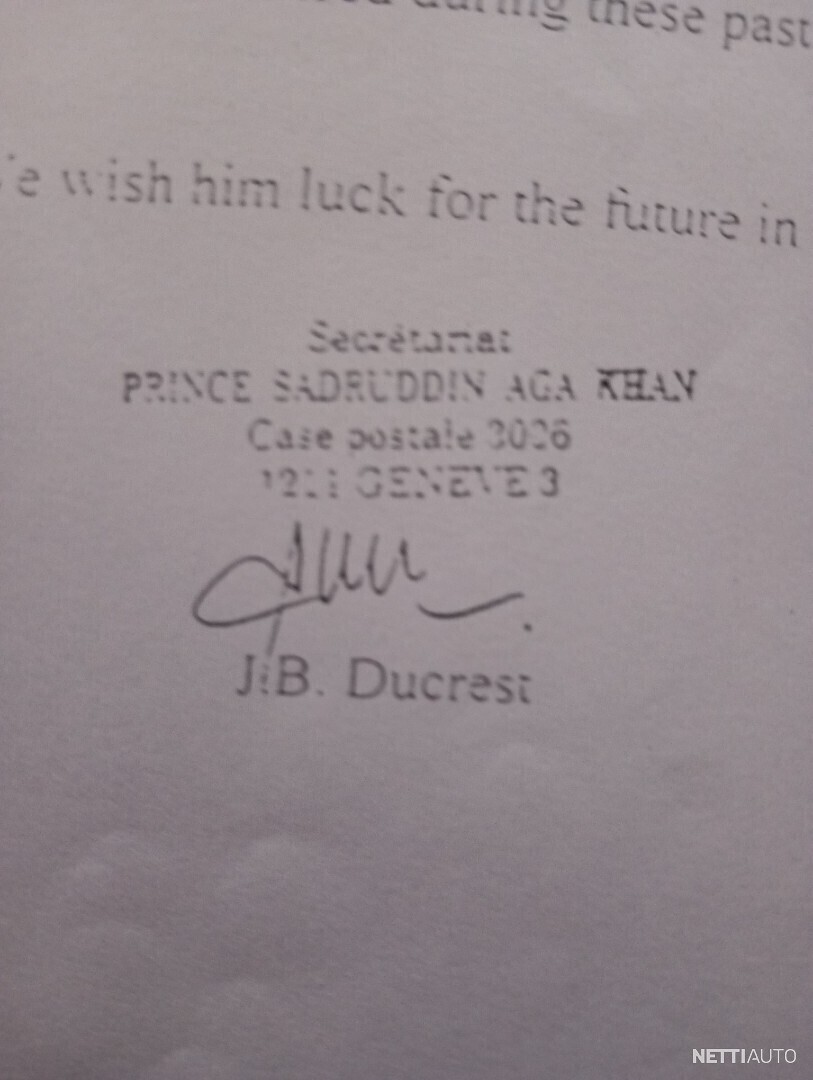 during these past
wish him luck for the future in
Secrétariat
PRINCE SADRUDDIN AGA KHAN
Case postale 3026
1211 GENEVE 3
J.B. Ducrest
NETTIAUTO